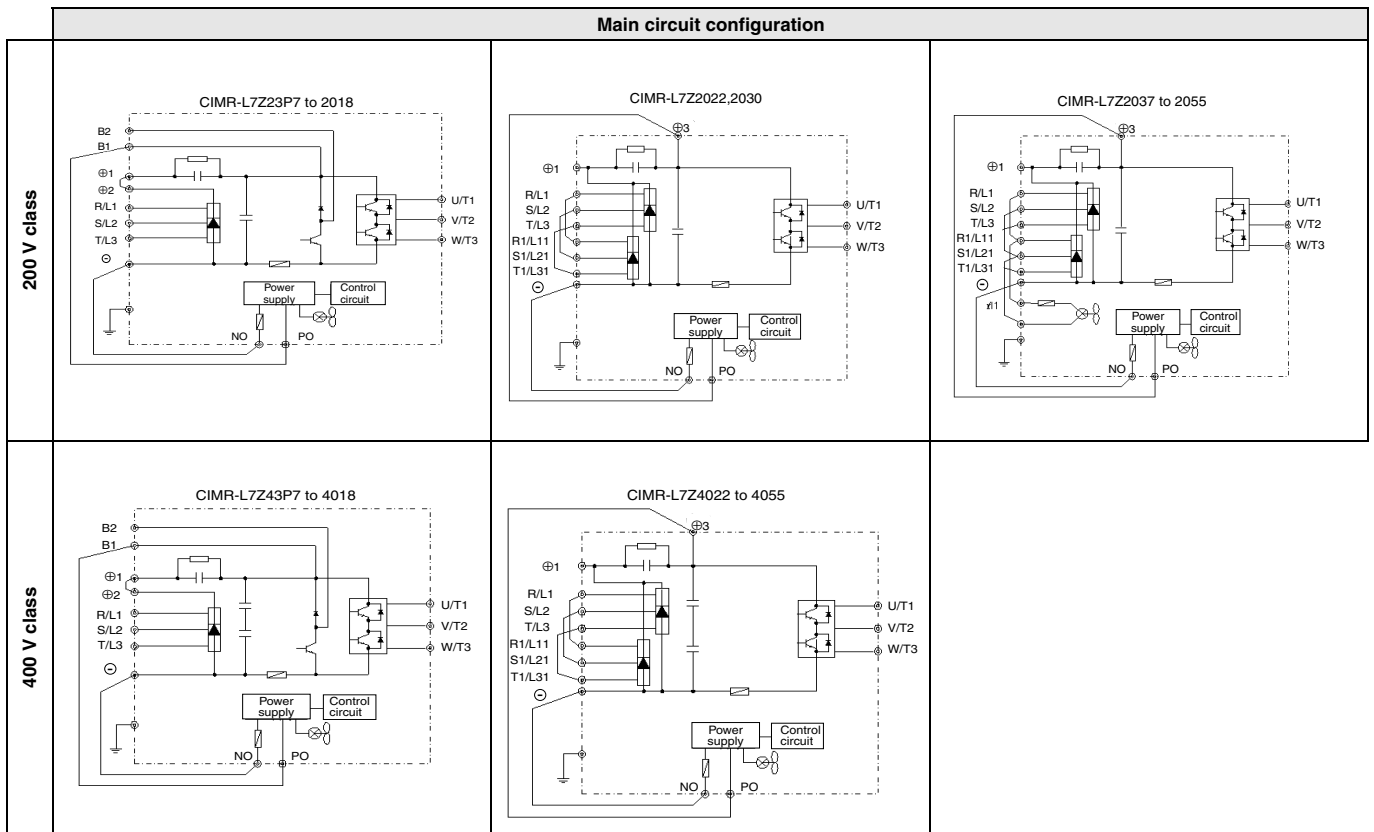 Main circuit configuration
200 V class
CIMR-L7Z23P7 to 2018
B2
B1
⊕1
⊕2
R/L1
S/L2
T/L3
⊖
U/T1
V/T2
W/T3
Power
supply
Control
circuit
NO
PO
CIMR-L7Z2022,2030
⊕3
⊕1
R/L1
S/L2
T/L3
R1/L11
S1/L21
T1/L31
⊖
U/T1
V/T2
W/T3
Power
supply
Control
circuit
NO
PO
CIMR-L7Z2037 to 2055
⊕3
⊕1
R/L1
S/L2
T/L3
R1/L11
S1/L21
T1/L31
⊖
U/T1
V/T2
W/T3
Power
supply
Control
circuit
NO
PO
400 V class
CIMR-L7Z43P7 to 4018
B2
B1
⊕1
⊕2
R/L1
S/L2
T/L3
⊖
U/T1
V/T2
W/T3
Power
supply
Control
circuit
NO
PO
CIMR-L7Z4022 to 4055
⊕3
⊕1
R/L1
S/L2
T/L3
R1/L11
S1/L21
T1/L31
⊖
U/T1
V/T2
W/T3
Power
supply
Control
circuit
NO
PO